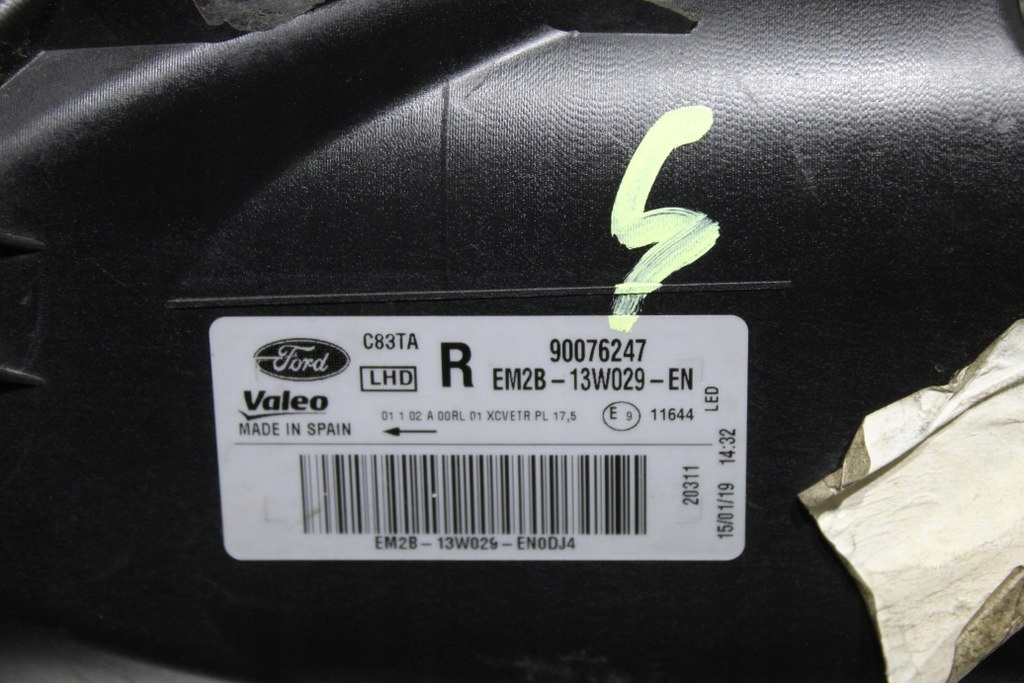 Ford C83TA
LHD R 90076247
EM2B-13W029-EN
Valeo
MADE IN SPAIN
01 1 02 A 00RL 01 XCVETR PL 17,5 E 9 11644
LED
EM2B-13W029-EN0DJ4
20311
15/01/19 14:32